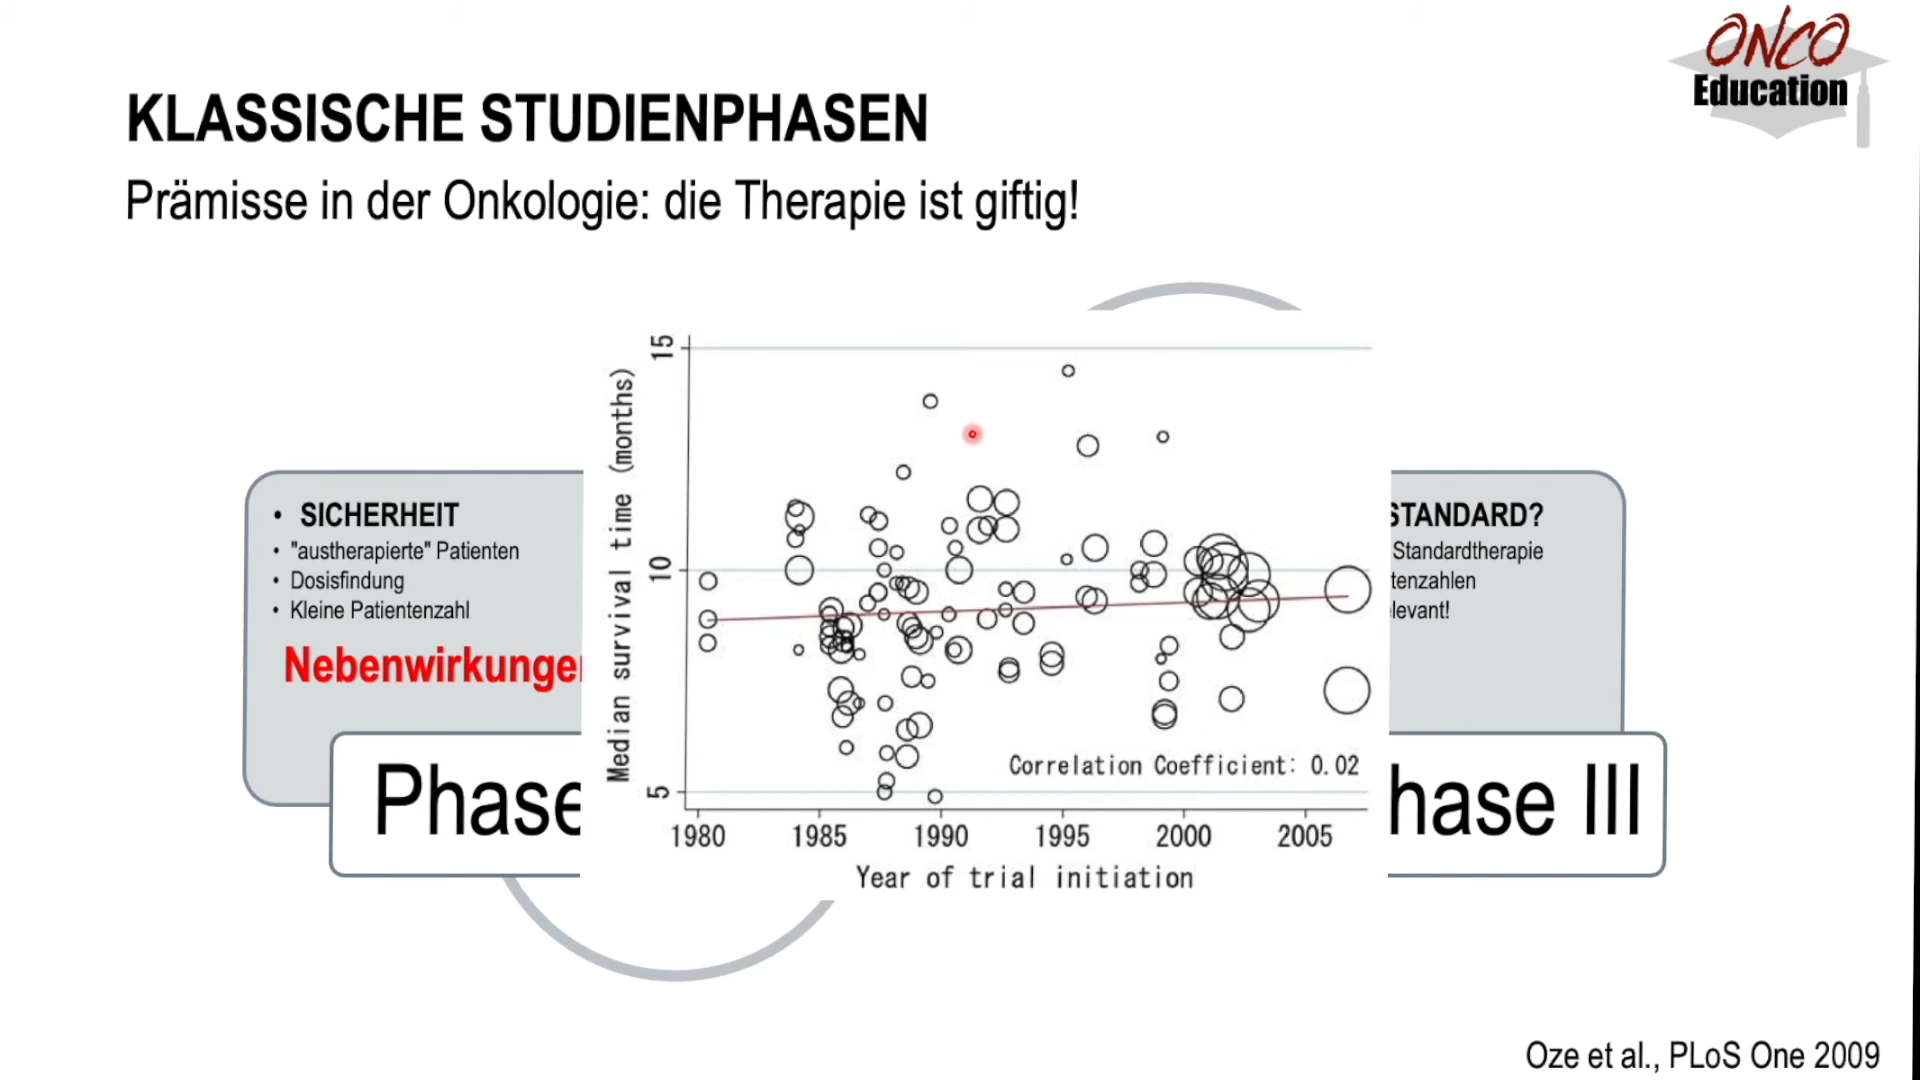 ONCO
Education
KLASSISCHE STUDIENPHASEN
Prämisse in der Onkologie: die Therapie ist giftig!
• SICHERHEIT
• "austherapierte" Patienten
• Dosisfindung
• Kleine Patientenzahl
Nebenwirkungen
Phase
Median survival time (months)
15
10
5
Correlation Coefficient: 0.02
1980 1985 1990 1995 2000 2005
Year of trial initiation
STANDARD?
Standardtherapie
tenzahlen
levant!
hase III
Oze et al., PLoS One 2009